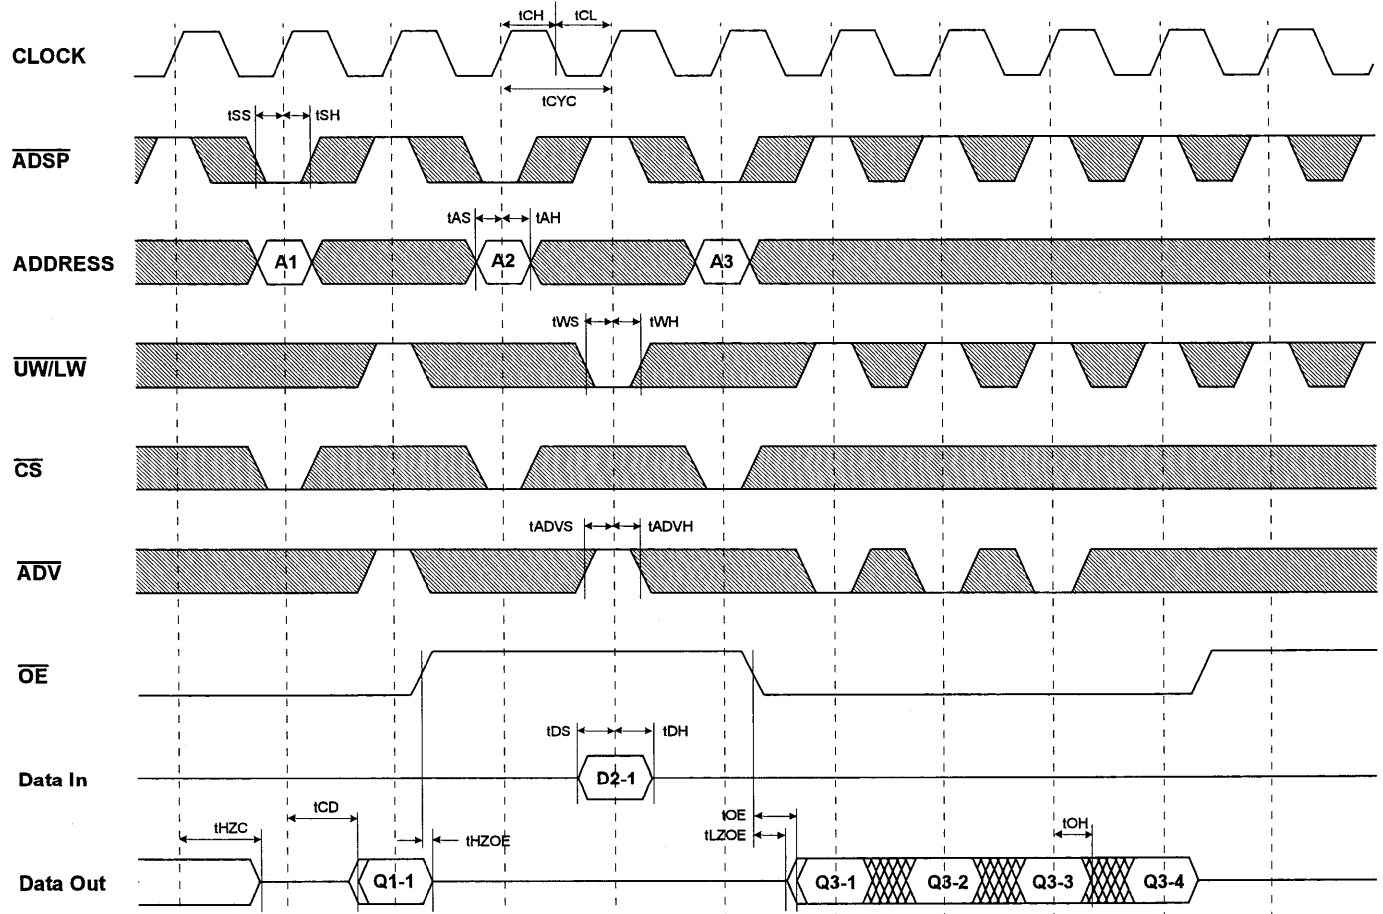 tCH tCL
CLOCK
tCYC
tSS tSH
ADSP
tAS tAH
ADDRESS A1 A2 A3
tWS tWH
UW/LW
CS
tADVS tADVH
ADV
OE
tDS tDH
Data In D2-1
tCD tOE
tHZC tHZOE tLZOE tOH
Data Out Q1-1 Q3-1 Q3-2 Q3-3 Q3-4